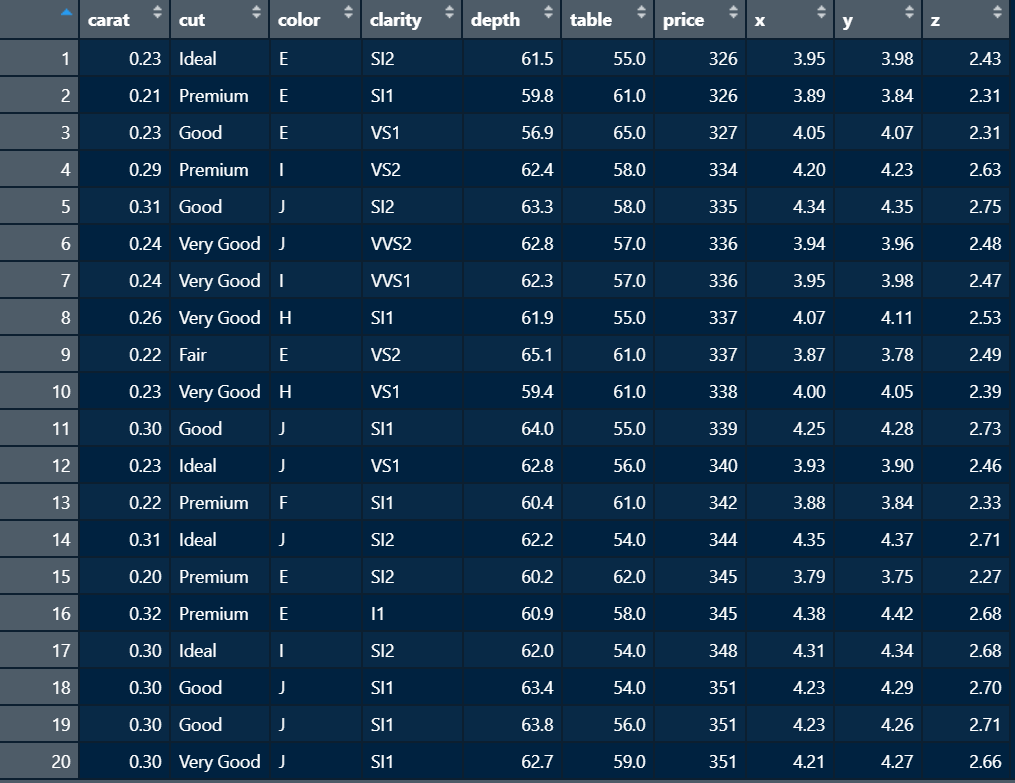 carat cut color clarity depth table price x y z
1 0.23 Ideal E SI2 61.5 55.0 326 3.95 3.98 2.43
2 0.21 Premium E SI1 59.8 61.0 326 3.89 3.84 2.31
3 0.23 Good E VS1 56.9 65.0 327 4.05 4.07 2.31
4 0.29 Premium I VS2 62.4 58.0 334 4.20 4.23 2.63
5 0.31 Good J SI2 63.3 58.0 335 4.34 4.35 2.75
6 0.24 Very Good J VVS2 62.8 57.0 336 3.94 3.96 2.48
7 0.24 Very Good I VVS1 62.3 57.0 336 3.95 3.98 2.47
8 0.26 Very Good H SI1 61.9 55.0 337 4.07 4.11 2.53
9 0.22 Fair E VS2 65.1 61.0 337 3.87 3.78 2.49
10 0.23 Very Good H VS1 59.4 61.0 338 4.00 4.05 2.39
11 0.30 Good J SI1 64.0 55.0 339 4.25 4.28 2.73
12 0.23 Ideal J VS1 62.8 56.0 340 3.93 3.90 2.46
13 0.22 Premium F SI1 60.4 61.0 342 3.88 3.84 2.33
14 0.31 Ideal J SI2 62.2 54.0 344 4.35 4.37 2.71
15 0.20 Premium E SI2 60.2 62.0 345 3.79 3.75 2.27
16 0.32 Premium E I1 60.9 58.0 345 4.38 4.42 2.68
17 0.30 Ideal I SI2 62.0 54.0 348 4.31 4.34 2.68
18 0.30 Good J SI1 63.4 54.0 351 4.23 4.29 2.70
19 0.30 Good J SI1 63.8 56.0 351 4.23 4.26 2.71
20 0.30 Very Good J SI1 62.7 59.0 351 4.21 4.27 2.66